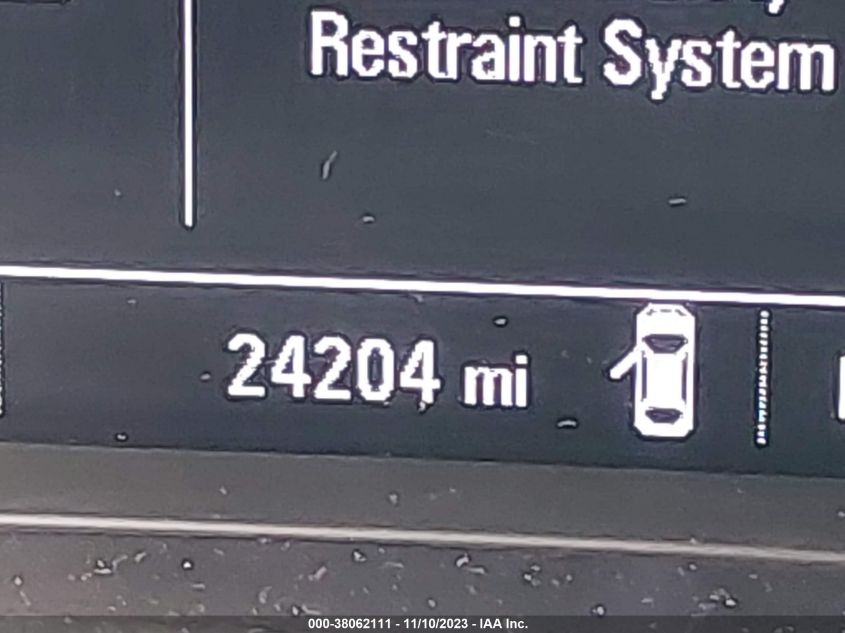 Restraint System
24204 mi
000-38062111 - 11/10/2023 - IAA Inc.